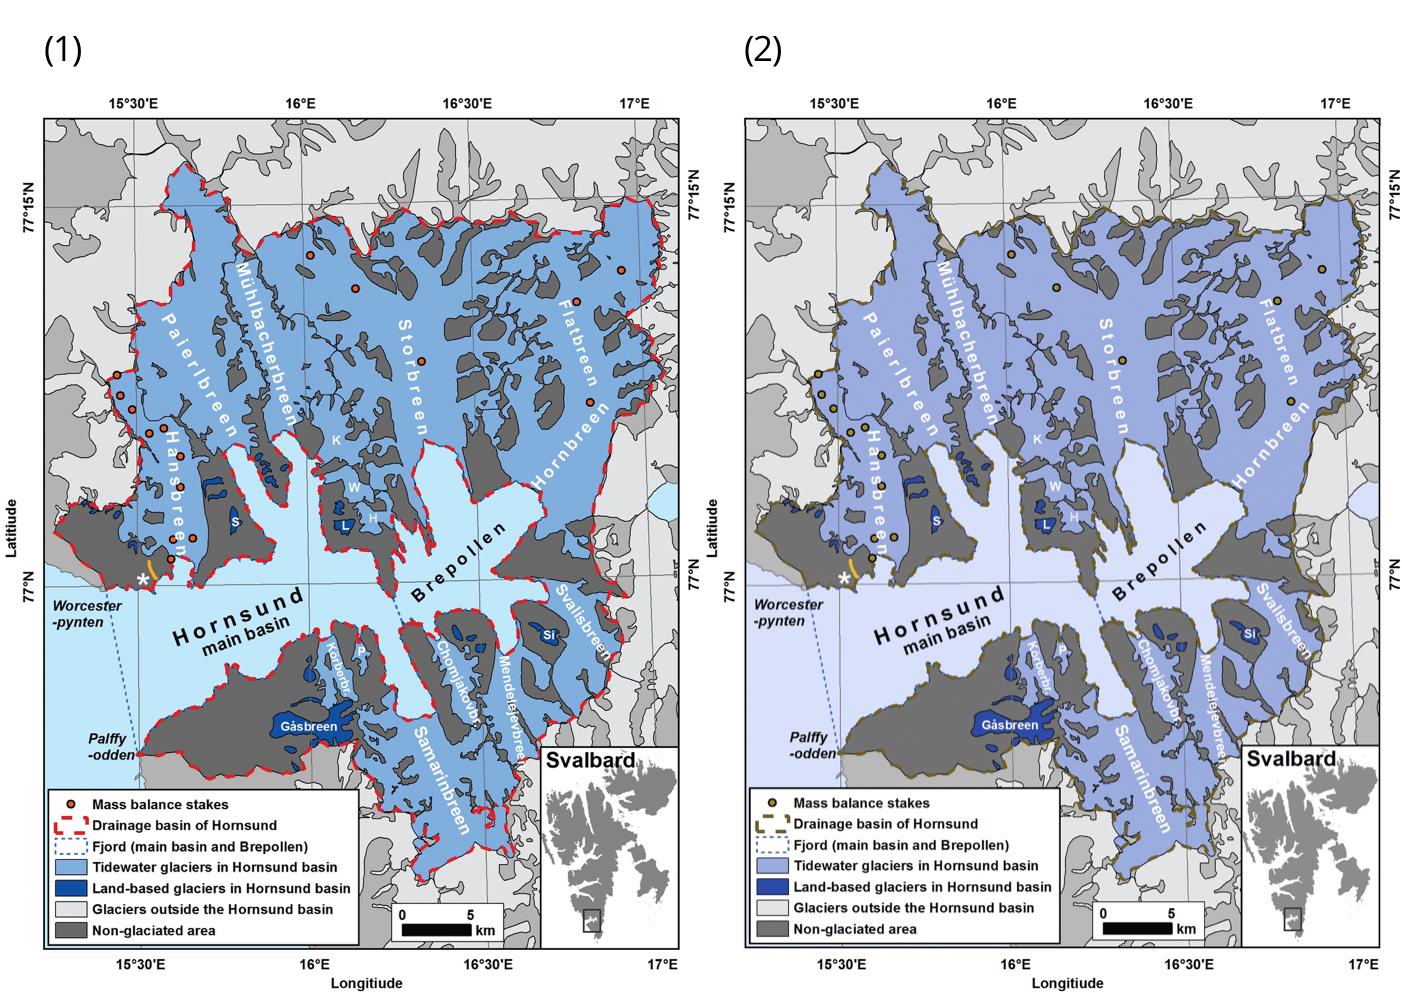 (1)
15°30'E 16°E 16°30'E 17°E
77°15'N
77°15'N
Mühlbacherbreen
Paierlbreen
Storbreen
Flatbreen
Hornbreen
Hansbreen
K
W
H
L
S
Latitiude
77°N
77°N
*
Brepollen
Hornsund
main basin
Worcester
-pynten
Svalisbreen
Si
Körberbr.
P
Chomjakovbr.
Mendelejevbreen
Gåsbreen
Samarinbreen
Palffy
-odden
Svalbard
Mass balance stakes
Drainage basin of Hornsund
Fjord (main basin and Brepollen)
Tidewater glaciers in Hornsund basin
Land-based glaciers in Hornsund basin
Glaciers outside the Hornsund basin
Non-glaciated area
0 5
km
15°30'E 16°E 16°30'E 17°E
Longitiude
(2)
15°30'E 16°E 16°30'E 17°E
77°15'N
77°15'N
Mühlbacherbreen
Paierlbreen
Storbreen
Flatbreen
Hornbreen
Hansbreen
K
W
H
L
S
Latitiude
77°N
77°N
*
Brepollen
Hornsund
main basin
Worcester
-pynten
Svalisbreen
Si
Körberbr.
P
Chomjakovbr.
Mendelejevbreen
Gåsbreen
Samarinbreen
Palffy
-odden
Svalbard
Mass balance stakes
Drainage basin of Hornsund
Fjord (main basin and Brepollen)
Tidewater glaciers in Hornsund basin
Land-based glaciers in Hornsund basin
Glaciers outside the Hornsund basin
Non-glaciated area
0 5
km
15°30'E 16°E 16°30'E 17°E
Longitiude